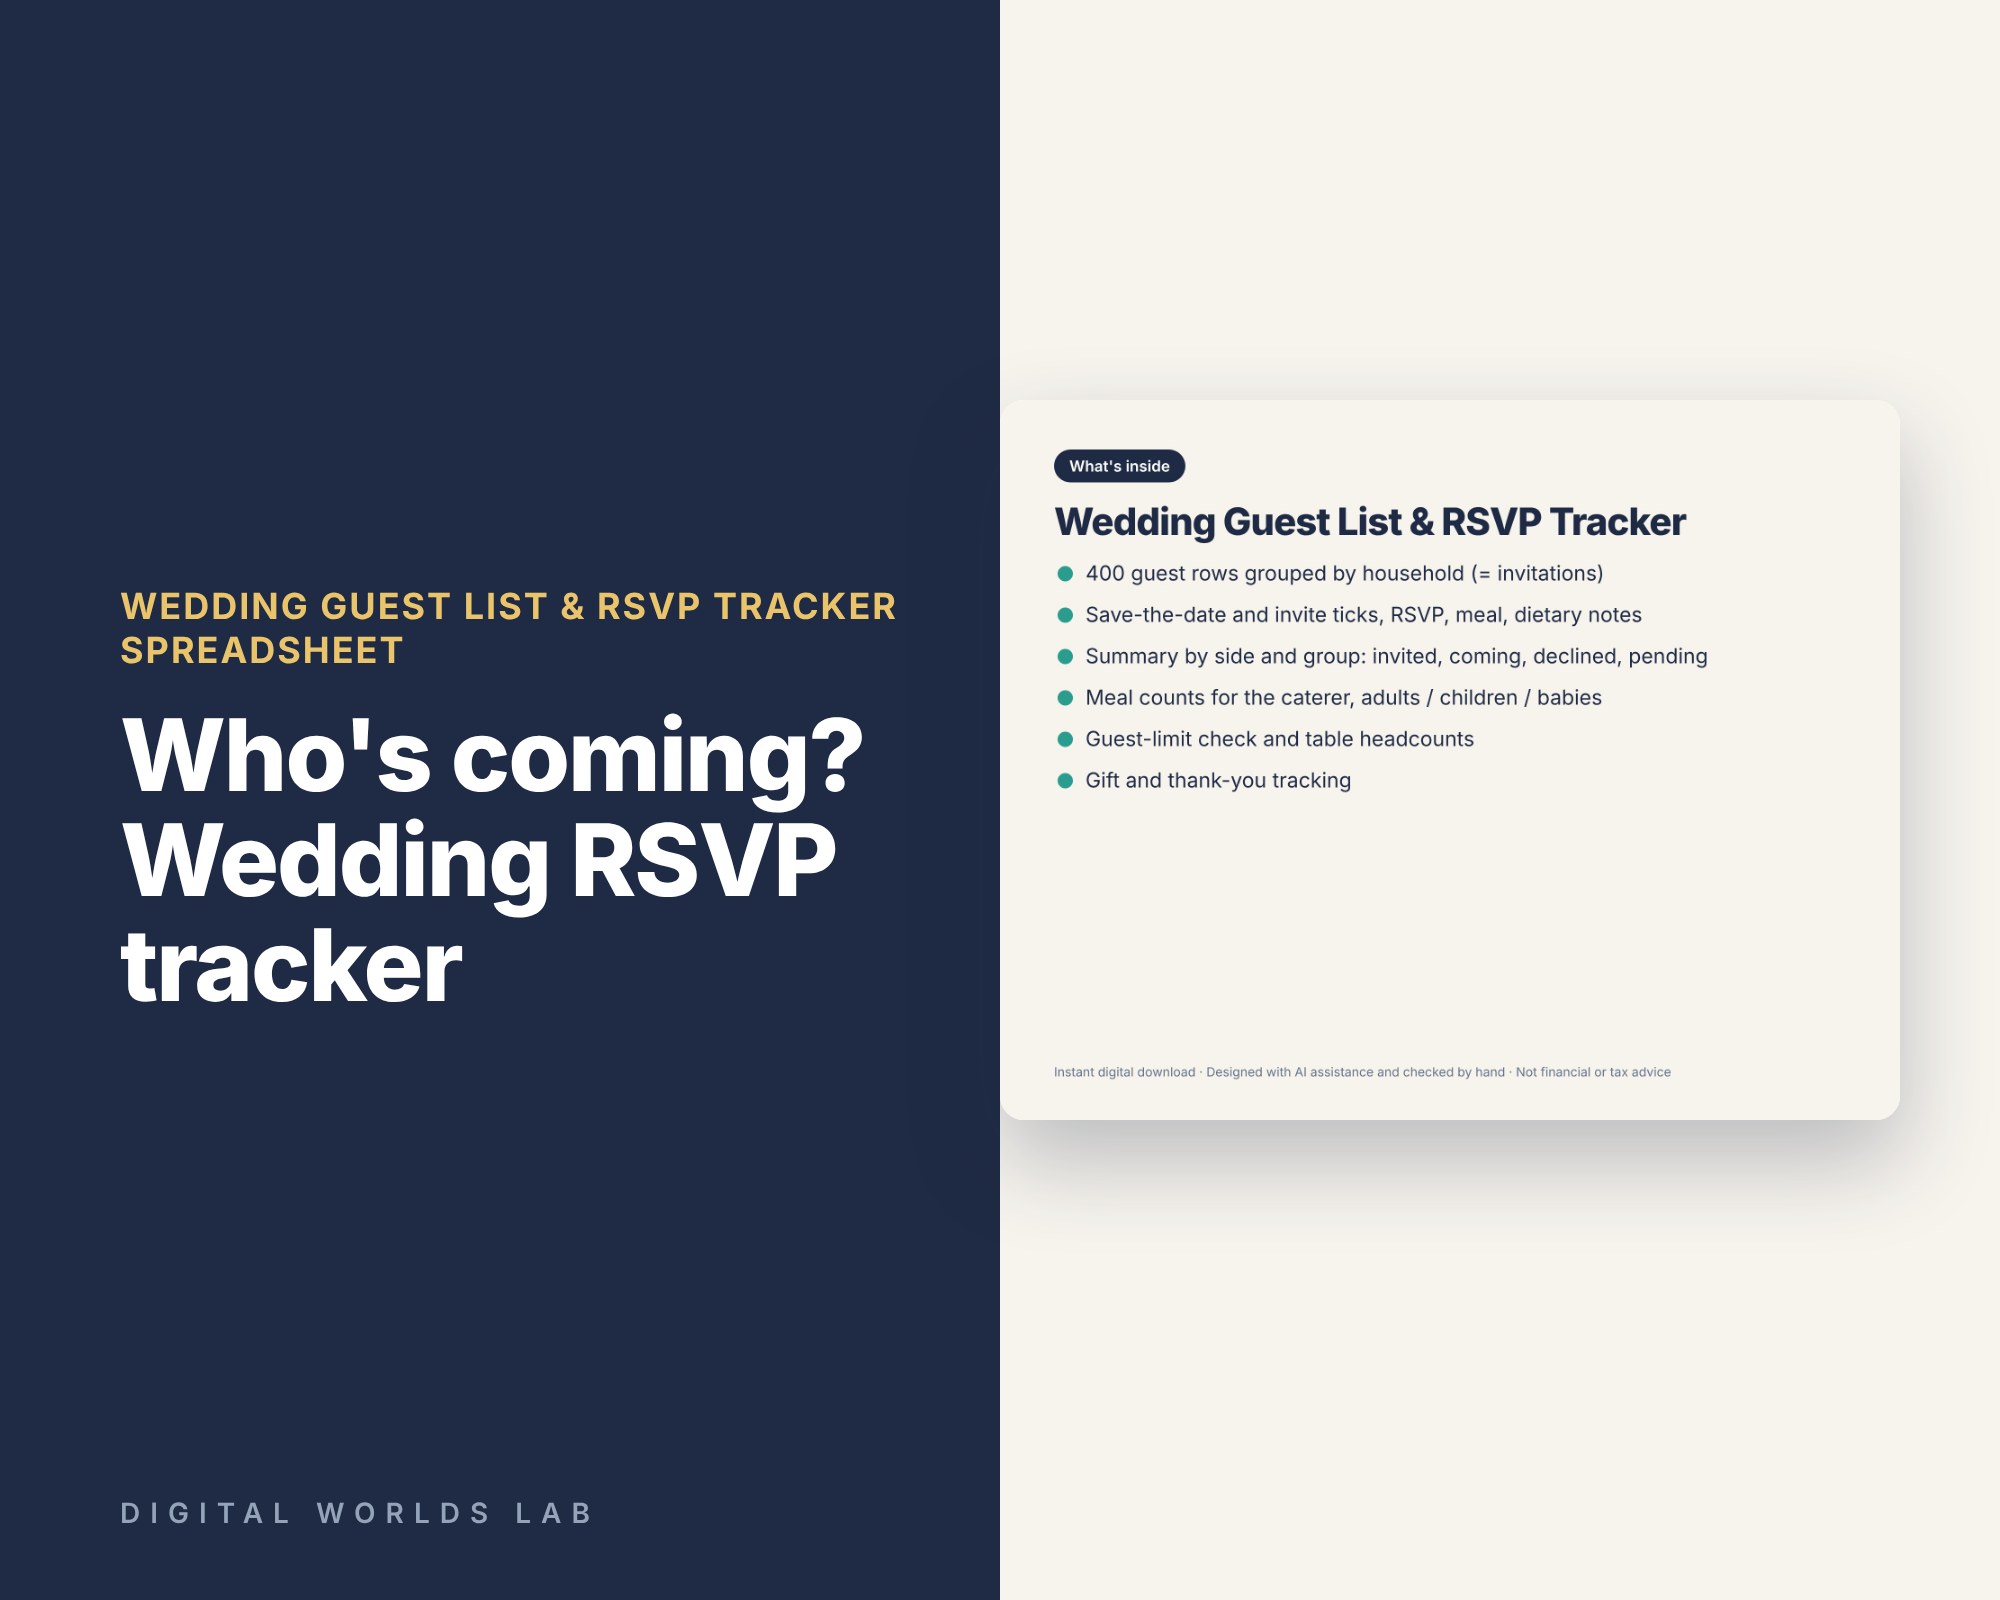 WEDDING GUEST LIST & RSVP TRACKER
SPREADSHEET
Who's coming?
Wedding RSVP
tracker
DIGITAL WORLDS LAB
What's inside
Wedding Guest List & RSVP Tracker
400 guest rows grouped by household (= invitations)
Save-the-date and invite ticks, RSVP, meal, dietary notes
Summary by side and group: invited, coming, declined, pending
Meal counts for the caterer, adults / children / babies
Guest-limit check and table headcounts
Gift and thank-you tracking
Instant digital download · Designed with AI assistance and checked by hand · Not financial or tax advice